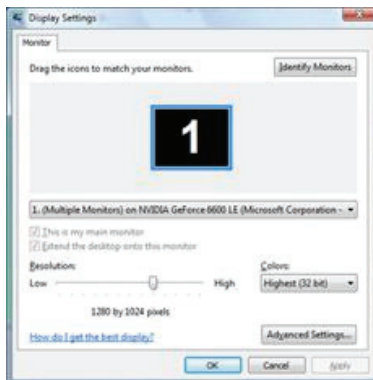 Display Settings
Monitor
Drag the icons to match your monitors.
Identify Monitors
1
1. (Multiple Monitors) on NVIDIA GeForce 6600 LE (Microsoft Corporation -
This is my main monitor
Extend the desktop onto this monitor
Resolution:
Colors:
Low
High
Highest (32 bit)
1280 by 1024 pixels
How do I get the best display?
Advanced Settings...
OK
Cancel
Apply